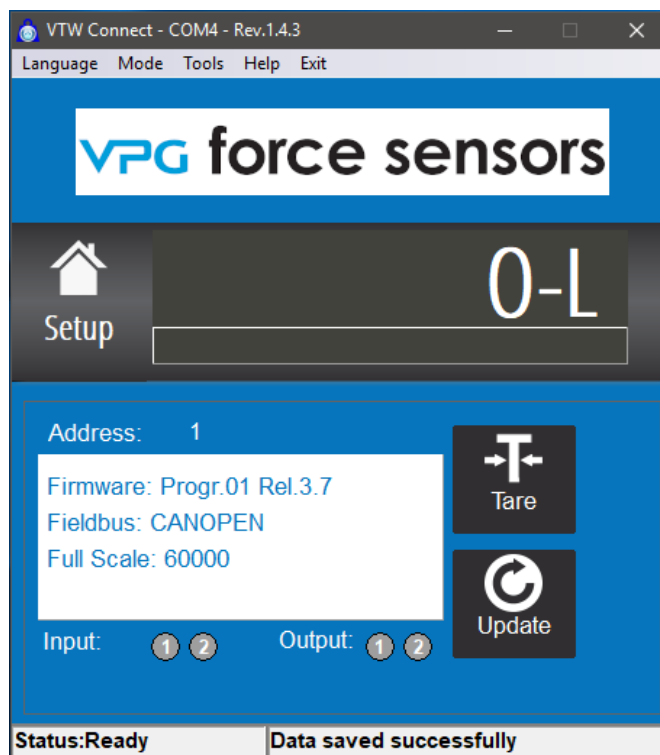 VTW Connect - COM4 - Rev.1.4.3
Language Mode Tools Help Exit
VPG force sensors
O-L
Setup
Address: 1
Firmware: Progr.01 Rel.3.7
Fieldbus: CANOPEN
Full Scale: 60000
Tare
Update
Input: 1 2 Output: 1 2
Status:Ready Data saved successfully